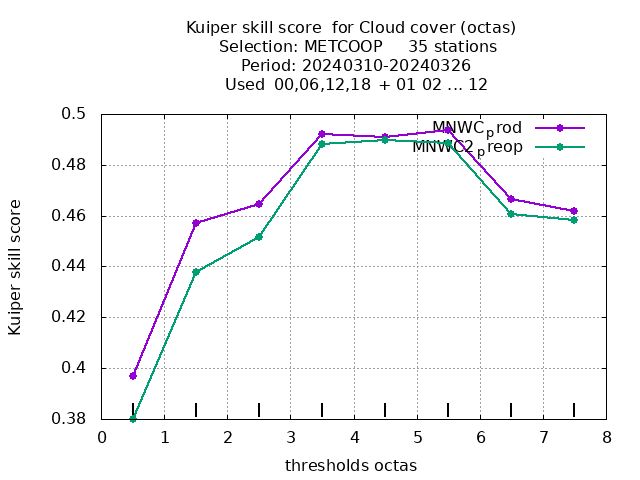 Kuiper skill score  for Cloud cover (octas)
Selection: METCOOP     35 stations
Period: 20240310-20240326
Used  00,06,12,18 + 01 02 ... 12
MNWCprod
MNWC2preop
0.5
0.48
0.46
0.44
0.42
0.4
0.38
Kuiper skill score
0 1 2 3 4 5 6 7 8
thresholds octas